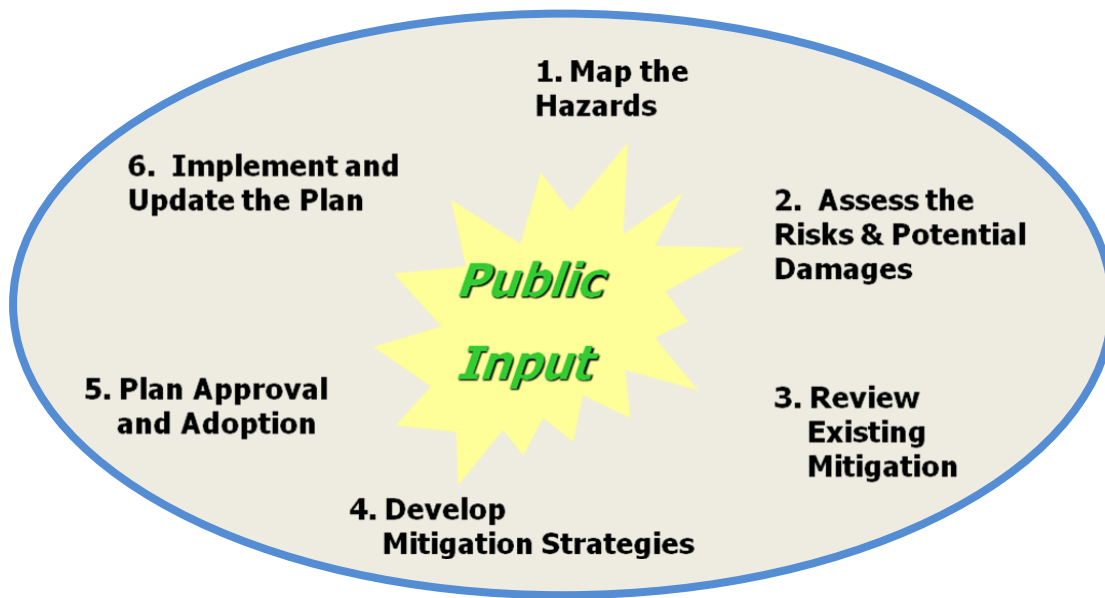 1. Map the
Hazards
2. Assess the
Risks & Potential
Damages
3. Review
Existing
Mitigation
4. Develop
Mitigation Strategies
5. Plan Approval
and Adoption
6. Implement and
Update the Plan
Public
Input